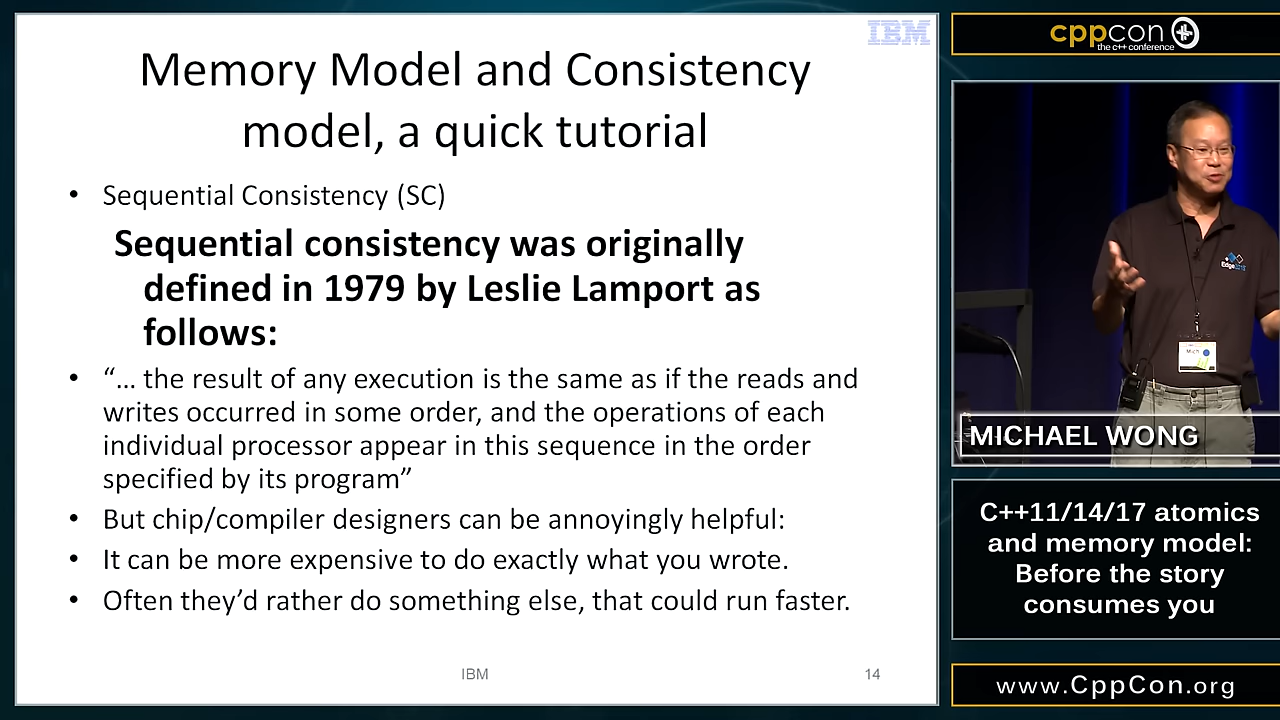 IBM
Memory Model and Consistency
model, a quick tutorial
• Sequential Consistency (SC)
Sequential consistency was originally
defined in 1979 by Leslie Lamport as
follows:
• “… the result of any execution is the same as if the reads and
writes occurred in some order, and the operations of each
individual processor appear in this sequence in the order
specified by its program”
• But chip/compiler designers can be annoyingly helpful:
• It can be more expensive to do exactly what you wrote.
• Often they’d rather do something else, that could run faster.
IBM
14
cppcon
the c++ conference
MICHAEL WONG
C++11/14/17 atomics
and memory model:
Before the story
consumes you
www.CppCon.org